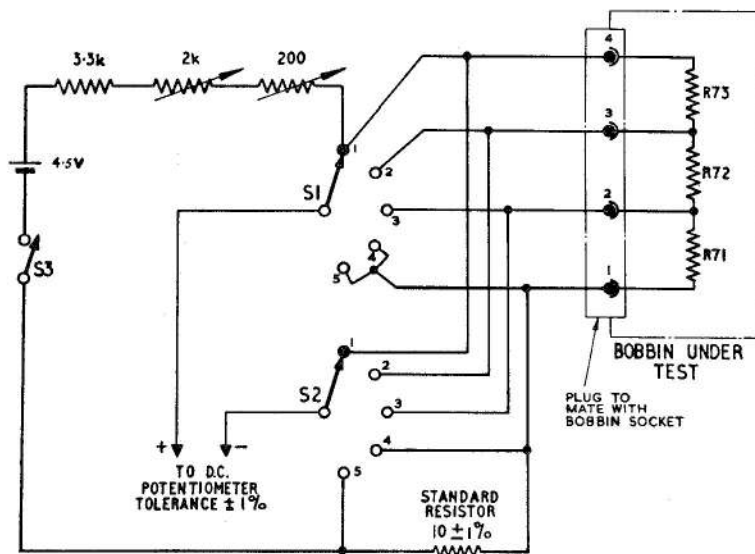 3·3k
2k
200
4·5V
S3
S1
1
2
3
4
5
S2
1
2
3
4
5
+
−
TO D.C.
POTENTIOMETER
TOLERANCE ± 1%
STANDARD
RESISTOR
10 ± 1%
4
3
2
1
R73
R72
R71
BOBBIN UNDER
TEST
PLUG TO
MATE WITH
BOBBIN SOCKET